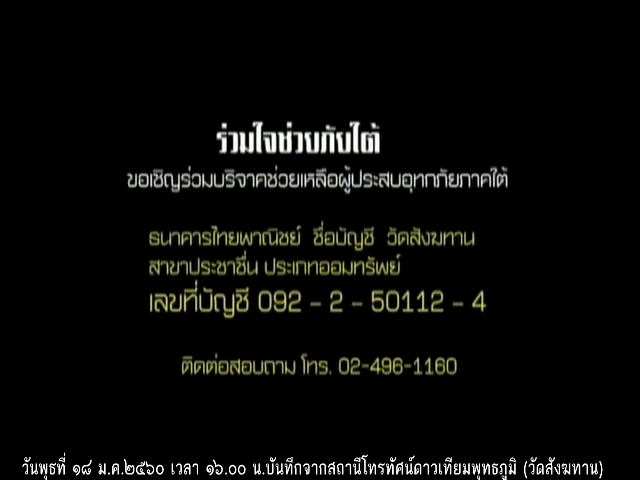 ร่วมใจช่วยภัยใต้
ขอเชิญร่วมบริจาคช่วยเหลือผู้ประสบอุทกภัยภาคใต้
ธนาคารไทยพาณิชย์ ชื่อบัญชี วัดสังฆทาน
สาขาประชาชื่น ประเภทออมทรัพย์
เลขที่บัญชี 092 - 2 - 50112 - 4
ติดต่อสอบถาม โทร. 02-496-1160
วันพุธที่ ๑๘ ม.ค.๒๕๖๐ เวลา ๑๖.๐๐ น.บันทึกจากสถานีโทรทัศน์ดาวเทียมพุทธภูมิ (วัดสังฆทาน)